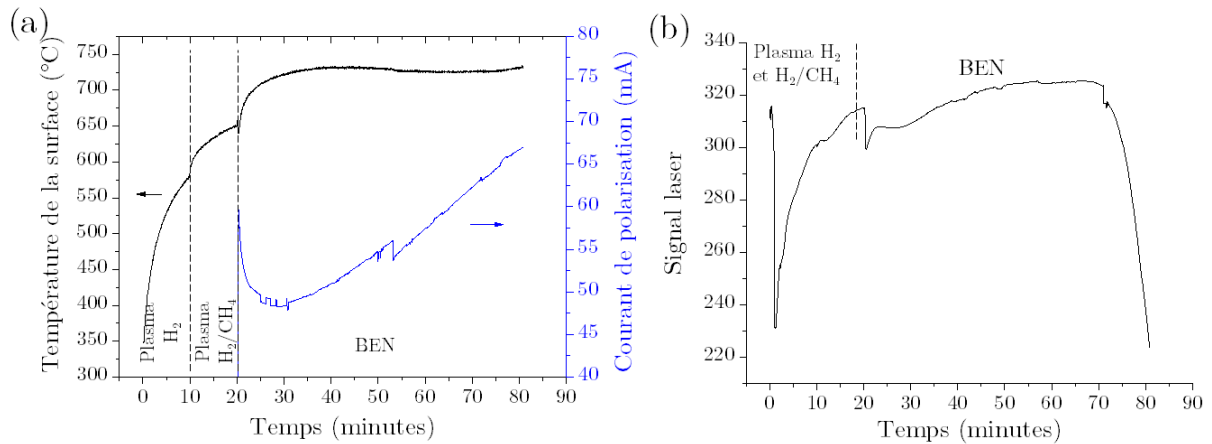 (a)
Température de la surface (°C)
750
700
650
600
550
500
450
400
350
300
Plasma
H₂
Plasma
H₂/CH₄
BEN
80
75
70
65
60
55
50
45
40
Courant de polarisation (mA)
0 10 20 30 40 50 60 70 80 90
Temps (minutes)
(b)
Signal laser
340
320
300
280
260
240
220
Plasma H₂
et H₂/CH₄
BEN
0 10 20 30 40 50 60 70 80 90
Temps (minutes)